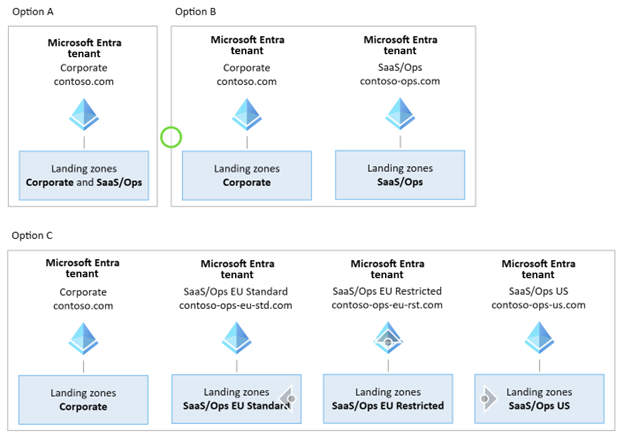 Option A
Microsoft Entra
tenant
Corporate
contoso.com
Landing zones
Corporate and SaaS/Ops
Option B
Microsoft Entra
tenant
Corporate
contoso.com
Landing zones
Corporate
Microsoft Entra
tenant
SaaS/Ops
contoso-ops.com
Landing zones
SaaS/Ops
Option C
Microsoft Entra
tenant
Corporate
contoso.com
Landing zones
Corporate
Microsoft Entra
tenant
SaaS/Ops EU Standard
contoso-ops-eu-std.com
Landing zones
SaaS/Ops EU Standard
Microsoft Entra
tenant
SaaS/Ops EU Restricted
contoso-ops-eu-rst.com
Landing zones
SaaS/Ops EU Restricted
Microsoft Entra
tenant
SaaS/Ops US
contoso-ops-us.com
Landing zones
SaaS/Ops US